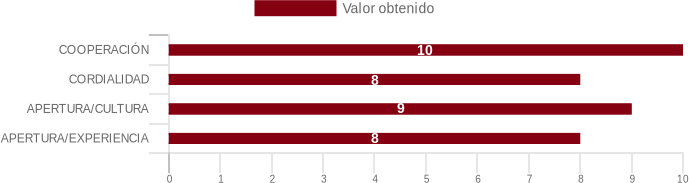 Valor obtenido
COOPERACIÓN 10
CORDIALIDAD 8
APERTURA/CULTURA 9
APERTURA/EXPERIENCIA 8
0 1 2 3 4 5 6 7 8 9 10